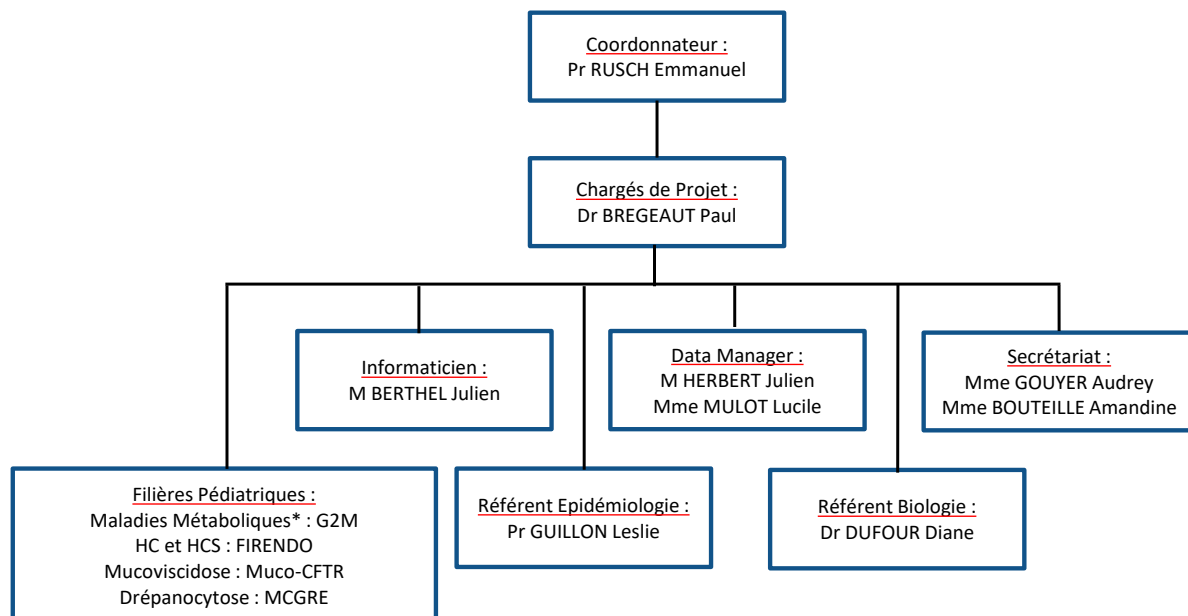 Coordonnateur :
Pr RUSCH Emmanuel
Chargés de Projet :
Dr BREGEAUT Paul
Informaticien :
M BERTHEL Julien
Data Manager :
M HERBERT Julien
Mme MULOT Lucile
Secrétariat :
Mme GOUYER Audrey
Mme BOUTEILLE Amandine
Filières Pédiatriques :
Maladies Métaboliques* : G2M
HC et HCS : FIRENDO
Mucoviscidose : Muco-CFTR
Drépanocytose : MCGRE
Référent Epidémiologie :
Pr GUILLON Leslie
Référent Biologie :
Dr DUFOUR Diane